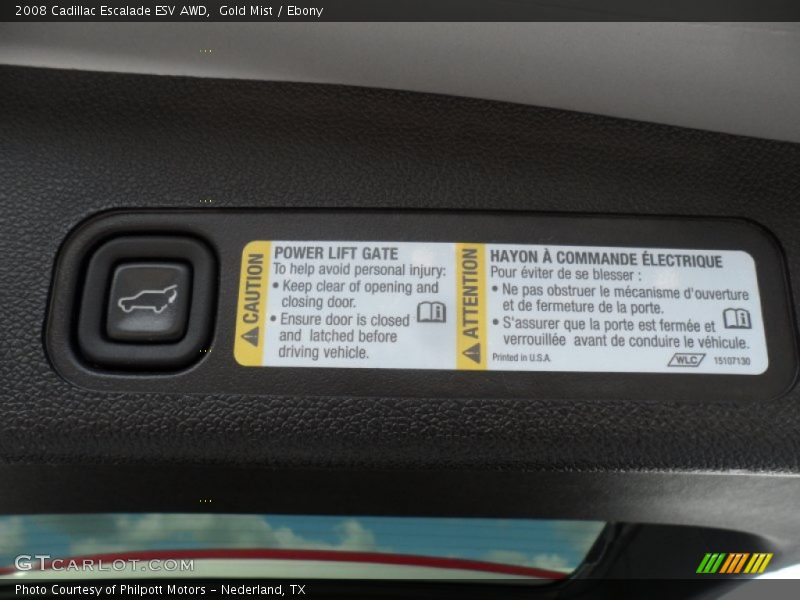 2008 Cadillac Escalade ESV AWD,  Gold Mist / Ebony
CAUTION
POWER LIFT GATE
To help avoid personal injury:
• Keep clear of opening and
closing door.
• Ensure door is closed
and latched before
driving vehicle.
ATTENTION
HAYON À COMMANDE ÉLECTRIQUE
Pour éviter de se blesser :
• Ne pas obstruer le mécanisme d'ouverture
et de fermeture de la porte.
• S'assurer que la porte est fermée et
verrouillée avant de conduire le véhicule.
Printed in U.S.A.
WLC
15107130
GTCARLOT.COM
Photo Courtesy of Philpott Motors - Nederland, TX